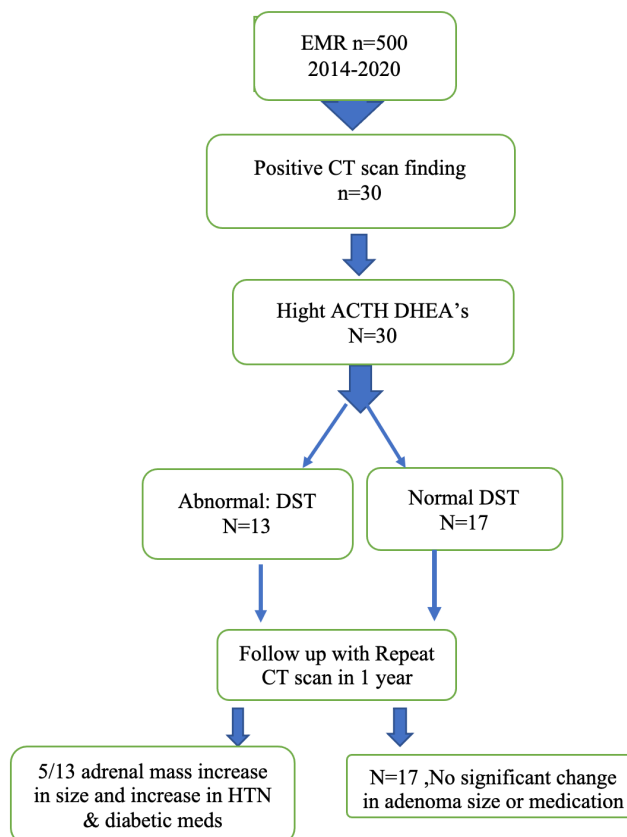 EMR n=500
2014-2020
Positive CT scan finding
n=30
Hight ACTH DHEA’s
N=30
Abnormal: DST
N=13
Normal DST
N=17
Follow up with Repeat
CT scan in 1 year
5/13 adrenal mass increase
in size and increase in HTN
& diabetic meds
N=17 ,No significant change
in adenoma size or medication